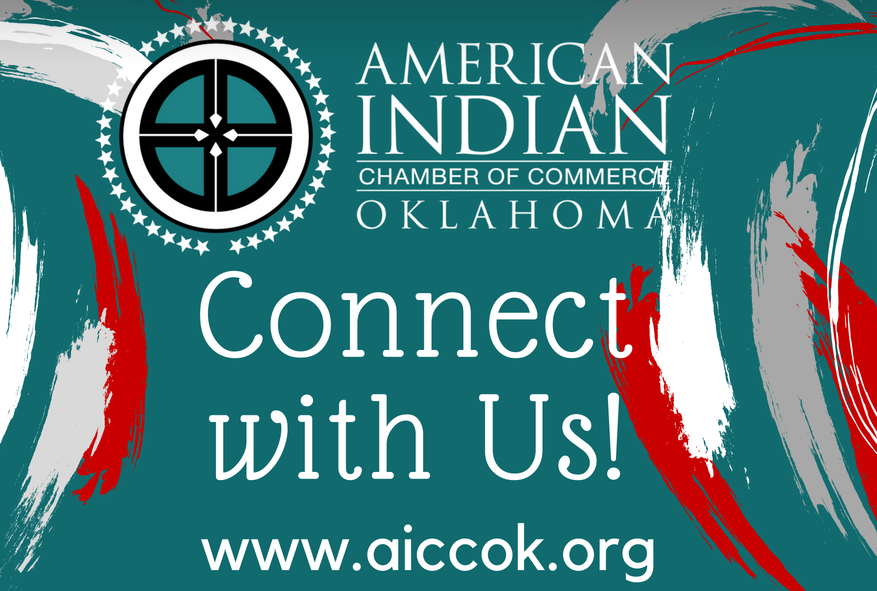 AMERICAN
INDIAN
CHAMBER OF COMMERCE
OKLAHOMA
Connect
with Us!
www.aiccok.org